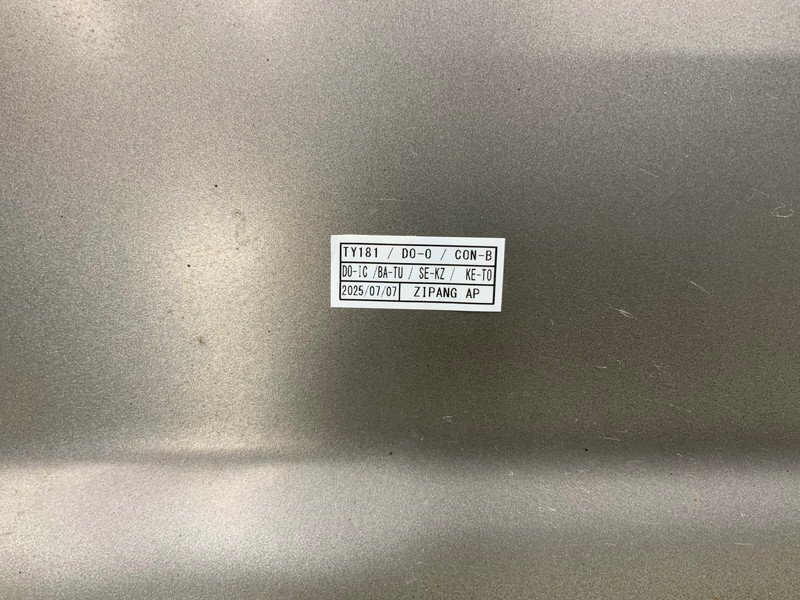 TY181 / DO-O / CON-B
DO-IC /BA-TU / SE-KZ / KE-TO
2025/07/07 ZIPANG AP